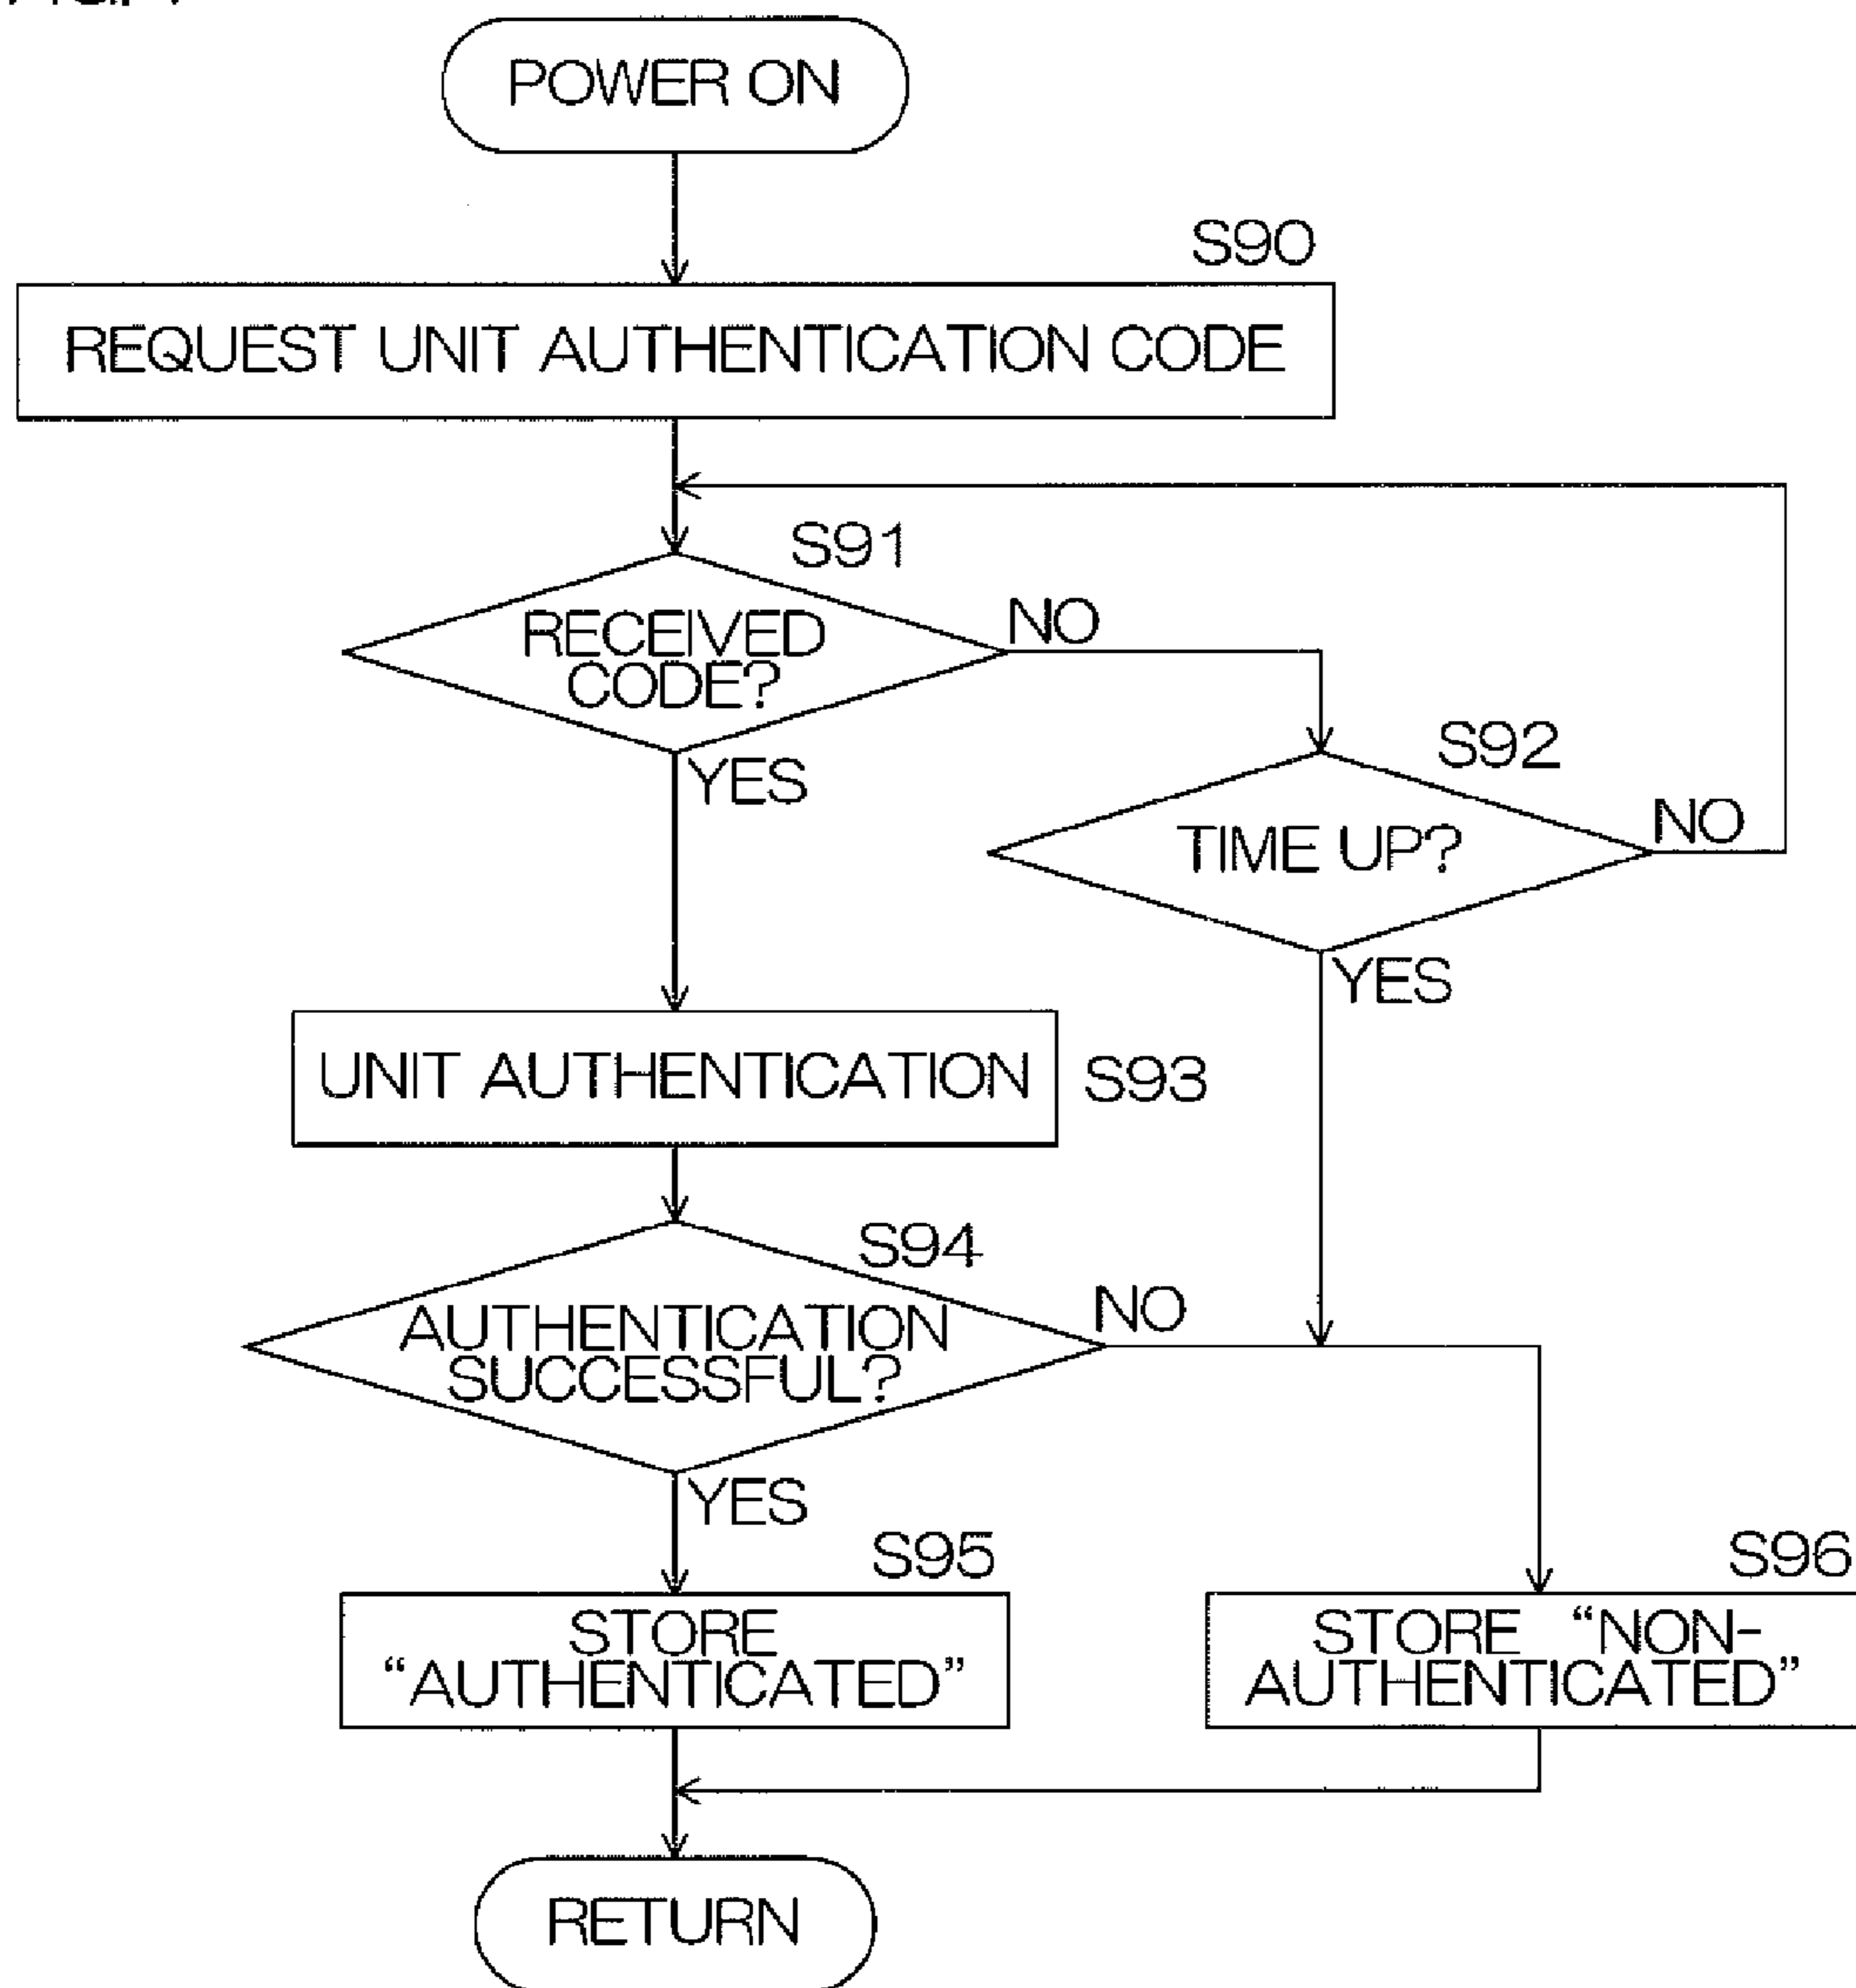 POWER ON
S90
REQUEST UNIT AUTHENTICATION CODE
S91
RECEIVED
CODE?
NO
YES
S92
TIME UP?
NO
YES
UNIT AUTHENTICATION
S93
S94
AUTHENTICATION
SUCCESSFUL?
NO
YES
S95
STORE
“AUTHENTICATED”
S96
STORE “NON-
AUTHENTICATED”
RETURN